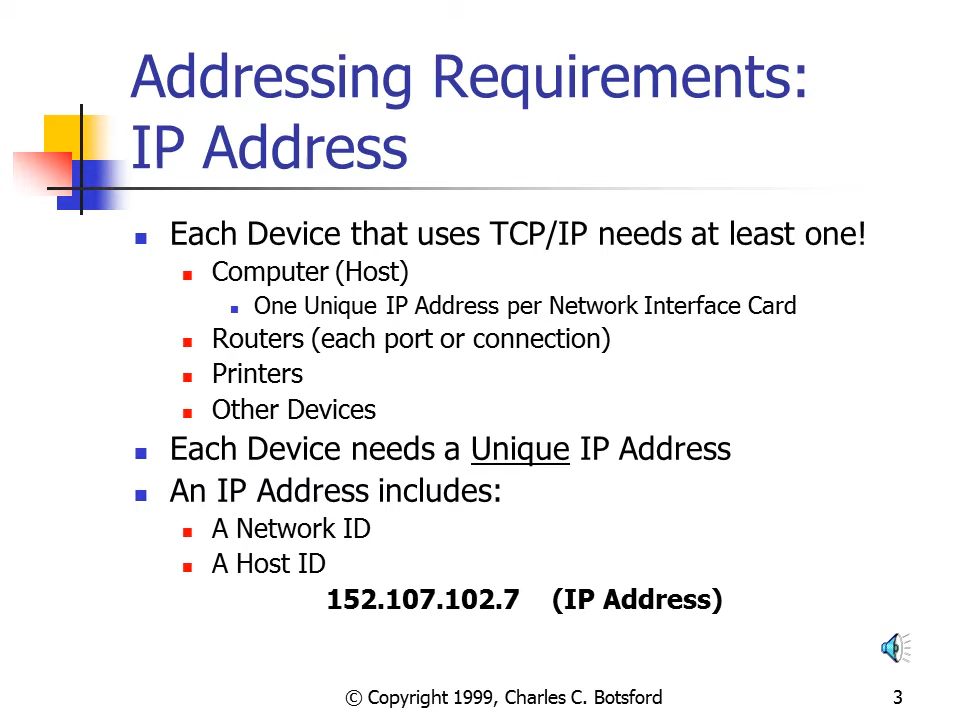 Addressing Requirements:
IP Address
Each Device that uses TCP/IP needs at least one!
Computer (Host)
One Unique IP Address per Network Interface Card
Routers (each port or connection)
Printers
Other Devices
Each Device needs a Unique IP Address
An IP Address includes:
A Network ID
A Host ID
152.107.102.7 (IP Address)
© Copyright 1999, Charles C. Botsford 3